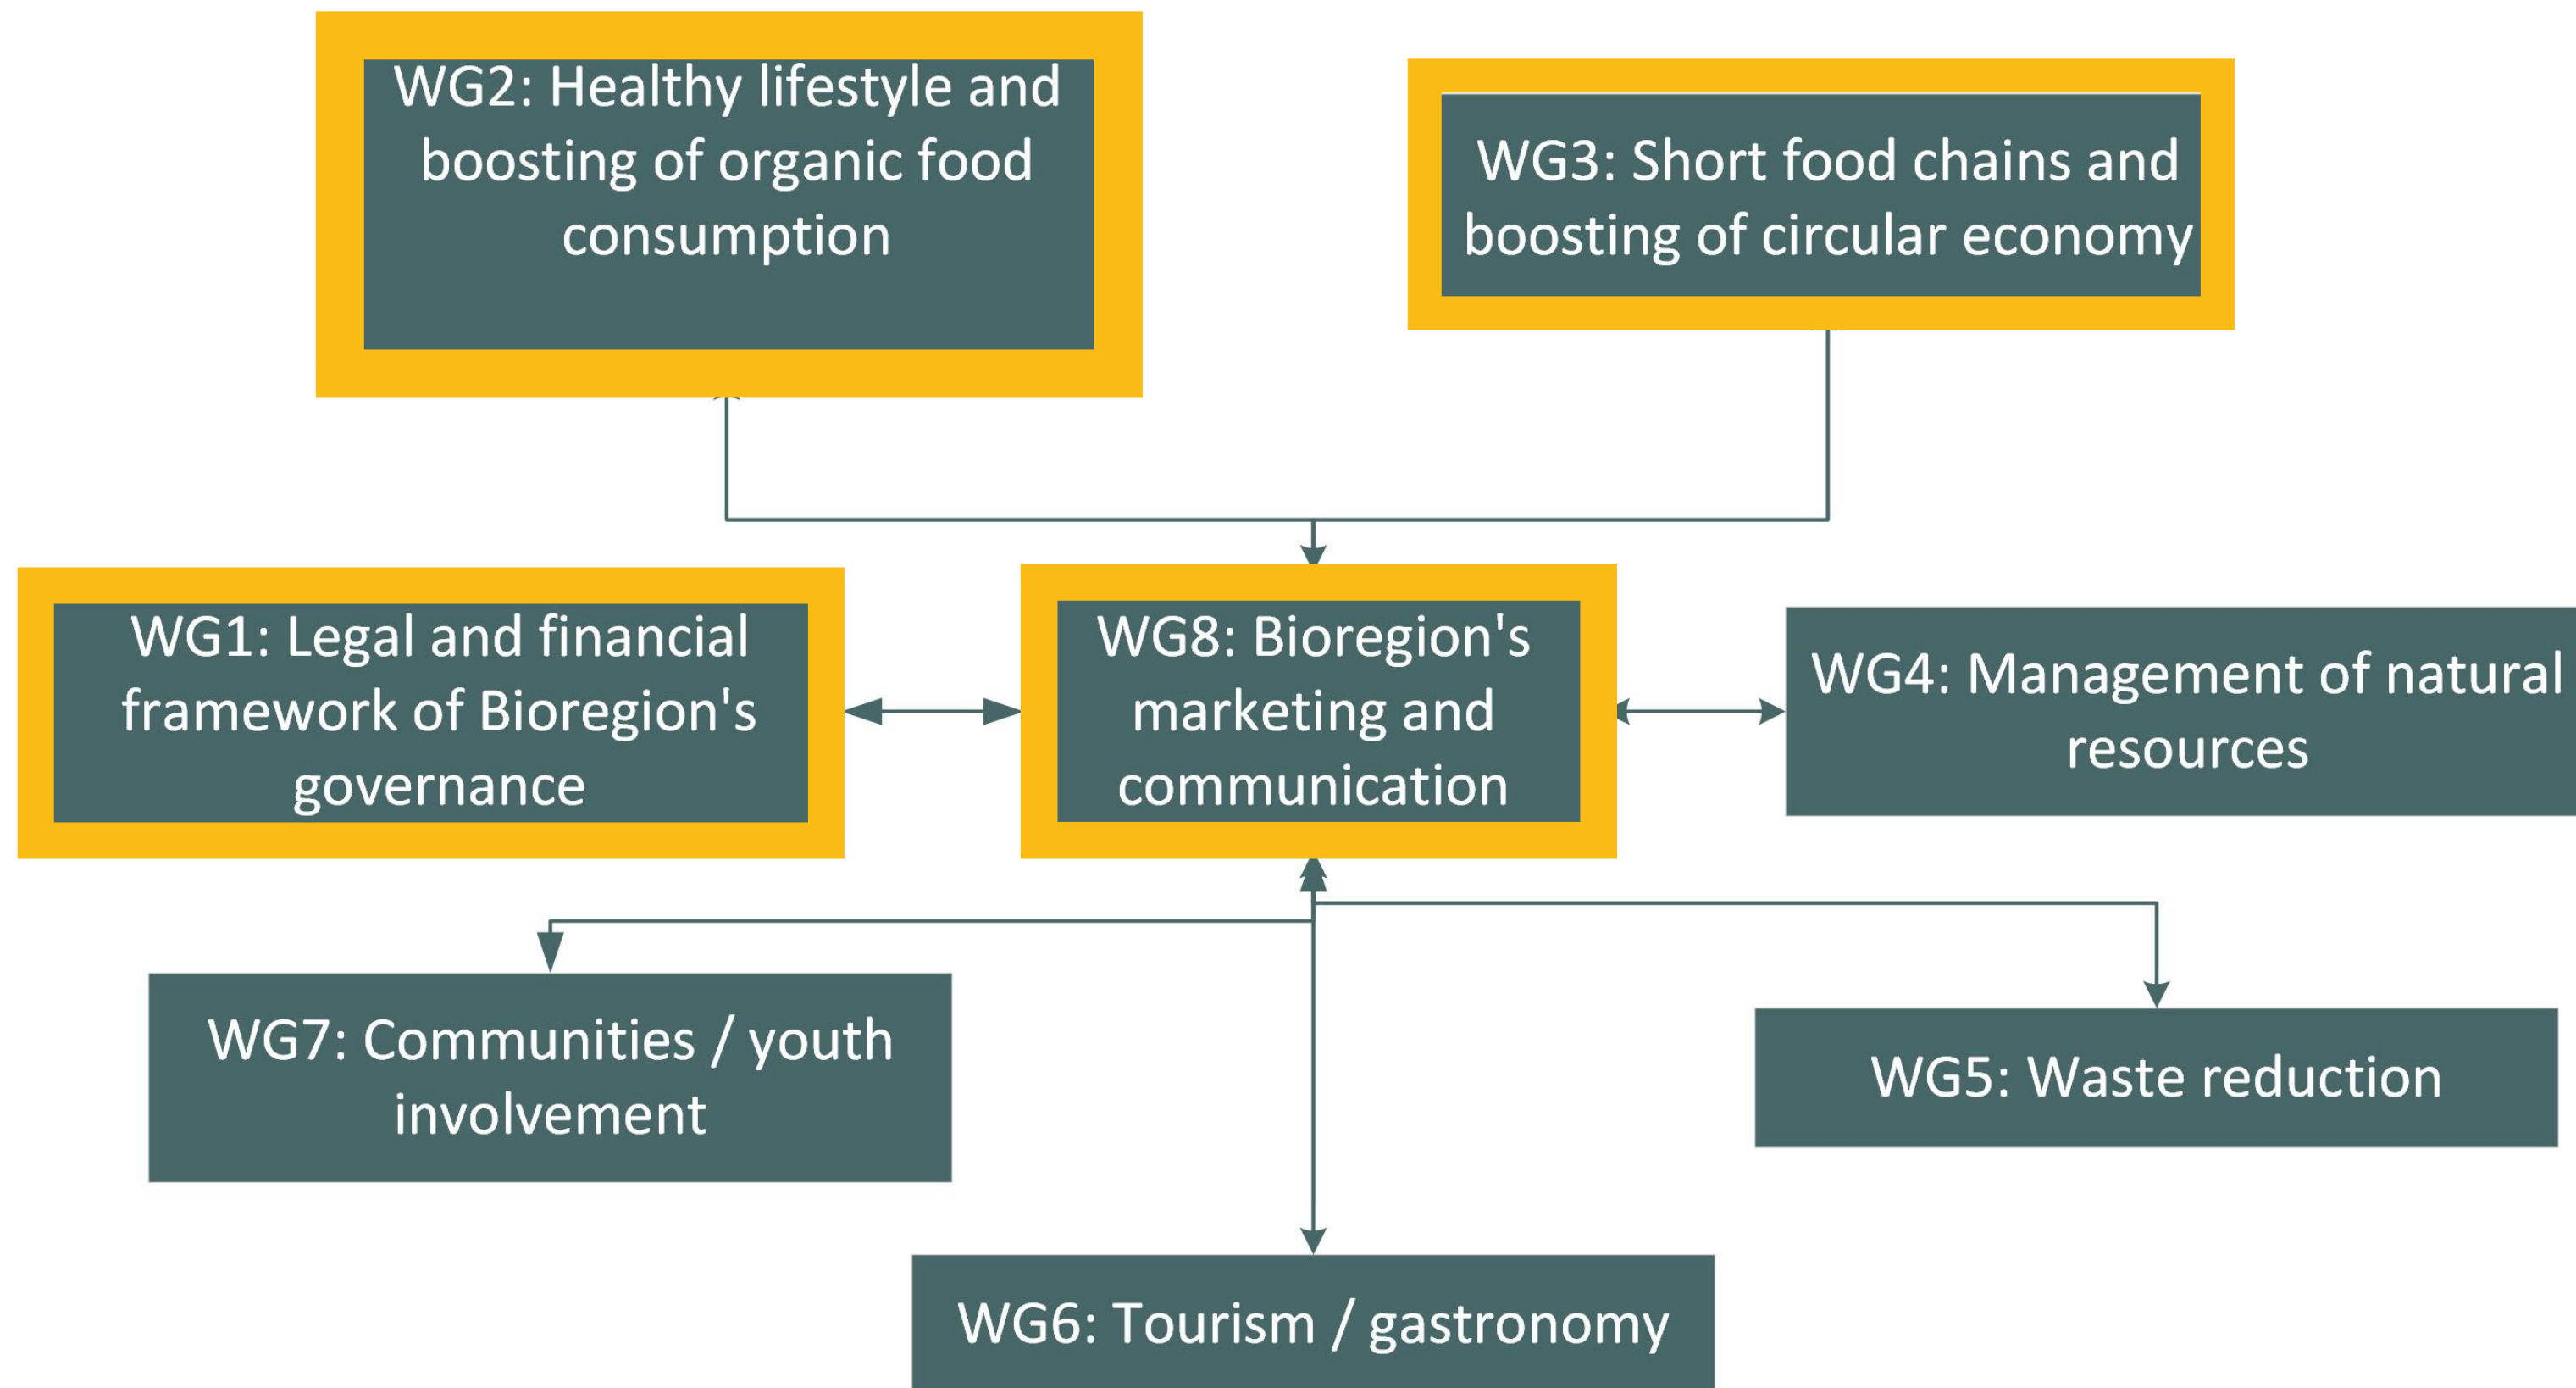 WG2: Healthy lifestyle and
boosting of organic food
consumption
WG3: Short food chains and
boosting of circular economy
WG1: Legal and financial
framework of Bioregion's
governance
WG8: Bioregion's
marketing and
communication
WG4: Management of natural
resources
WG7: Communities / youth
involvement
WG5: Waste reduction
WG6: Tourism / gastronomy